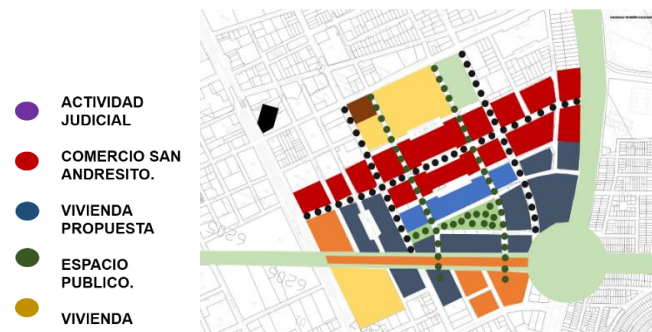 ACTIVIDAD
JUDICIAL
COMERCIO SAN
ANDRESITO.
VIVIENDA
PROPUESTA
ESPACIO
PUBLICO.
VIVIENDA